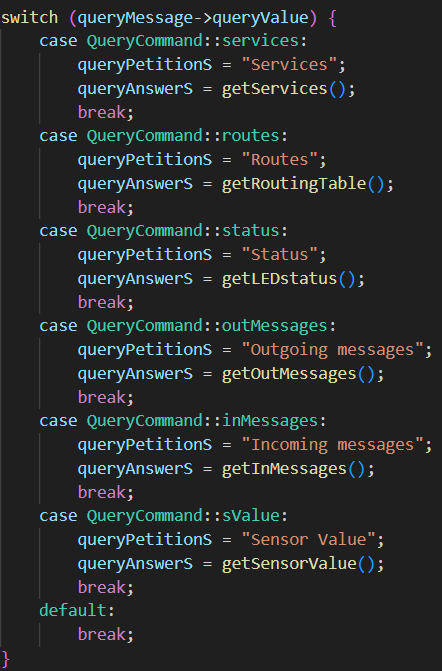 switch (queryMessage->queryValue) {
    case QueryCommand::services:
        queryPetitionS = "Services";
        queryAnswerS = getServices();
        break;
    case QueryCommand::routes:
        queryPetitionS = "Routes";
        queryAnswerS = getRoutingTable();
        break;
    case QueryCommand::status:
        queryPetitionS = "Status";
        queryAnswerS = getLEDstatus();
        break;
    case QueryCommand::outMessages:
        queryPetitionS = "Outgoing messages";
        queryAnswerS = getOutMessages();
        break;
    case QueryCommand::inMessages:
        queryPetitionS = "Incoming messages";
        queryAnswerS = getInMessages();
        break;
    case QueryCommand::sValue:
        queryPetitionS = "Sensor Value";
        queryAnswerS = getSensorValue();
        break;
    default:
        break;
}